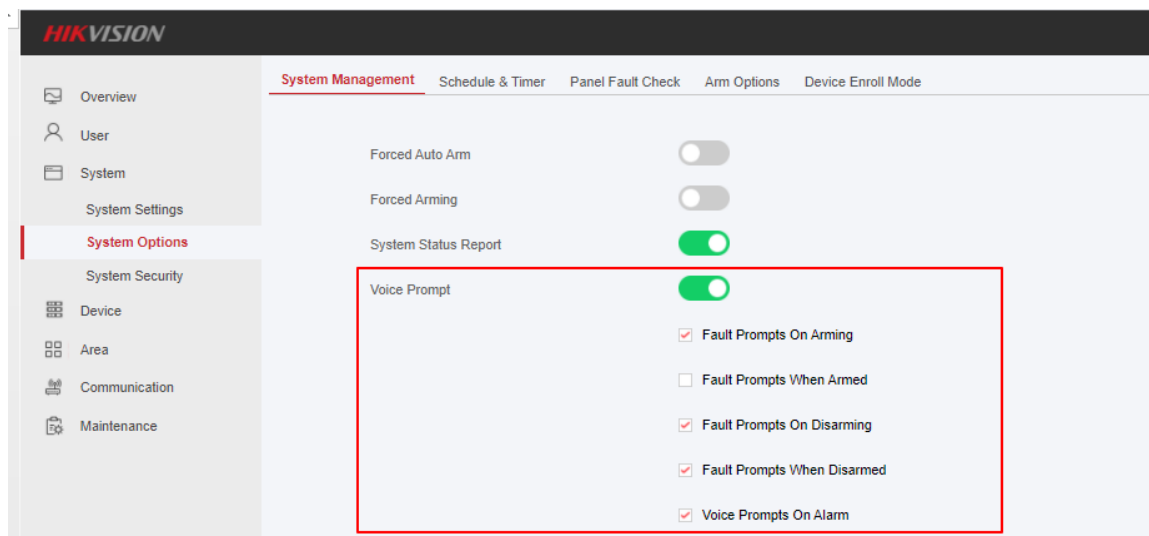 HIKVISION
System Management Schedule & Timer Panel Fault Check Arm Options Device Enroll Mode
Overview
User
System
System Settings
System Options
System Security
Device
Area
Communication
Maintenance
Forced Auto Arm
Forced Arming
System Status Report
Voice Prompt
Fault Prompts On Arming
Fault Prompts When Armed
Fault Prompts On Disarming
Fault Prompts When Disarmed
Voice Prompts On Alarm